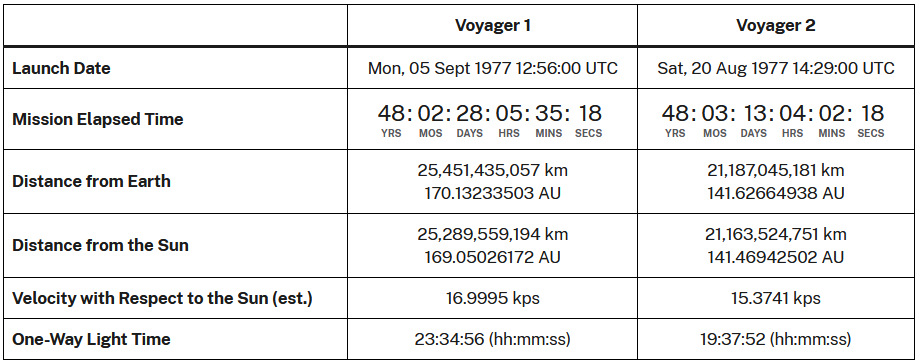 Voyager 1 Voyager 2
Launch Date Mon, 05 Sept 1977 12:56:00 UTC Sat, 20 Aug 1977 14:29:00 UTC
Mission Elapsed Time 48: 02: 28: 05: 35: 18 48: 03: 13: 04: 02: 18
YRS MOS DAYS HRS MINS SECS YRS MOS DAYS HRS MINS SECS
Distance from Earth 25,451,435,057 km 21,187,045,181 km
170.13233503 AU 141.62664938 AU
Distance from the Sun 25,289,559,194 km 21,163,524,751 km
169.05026172 AU 141.46942502 AU
Velocity with Respect to the Sun (est.) 16.9995 kps 15.3741 kps
One-Way Light Time 23:34:56 (hh:mm:ss) 19:37:52 (hh:mm:ss)